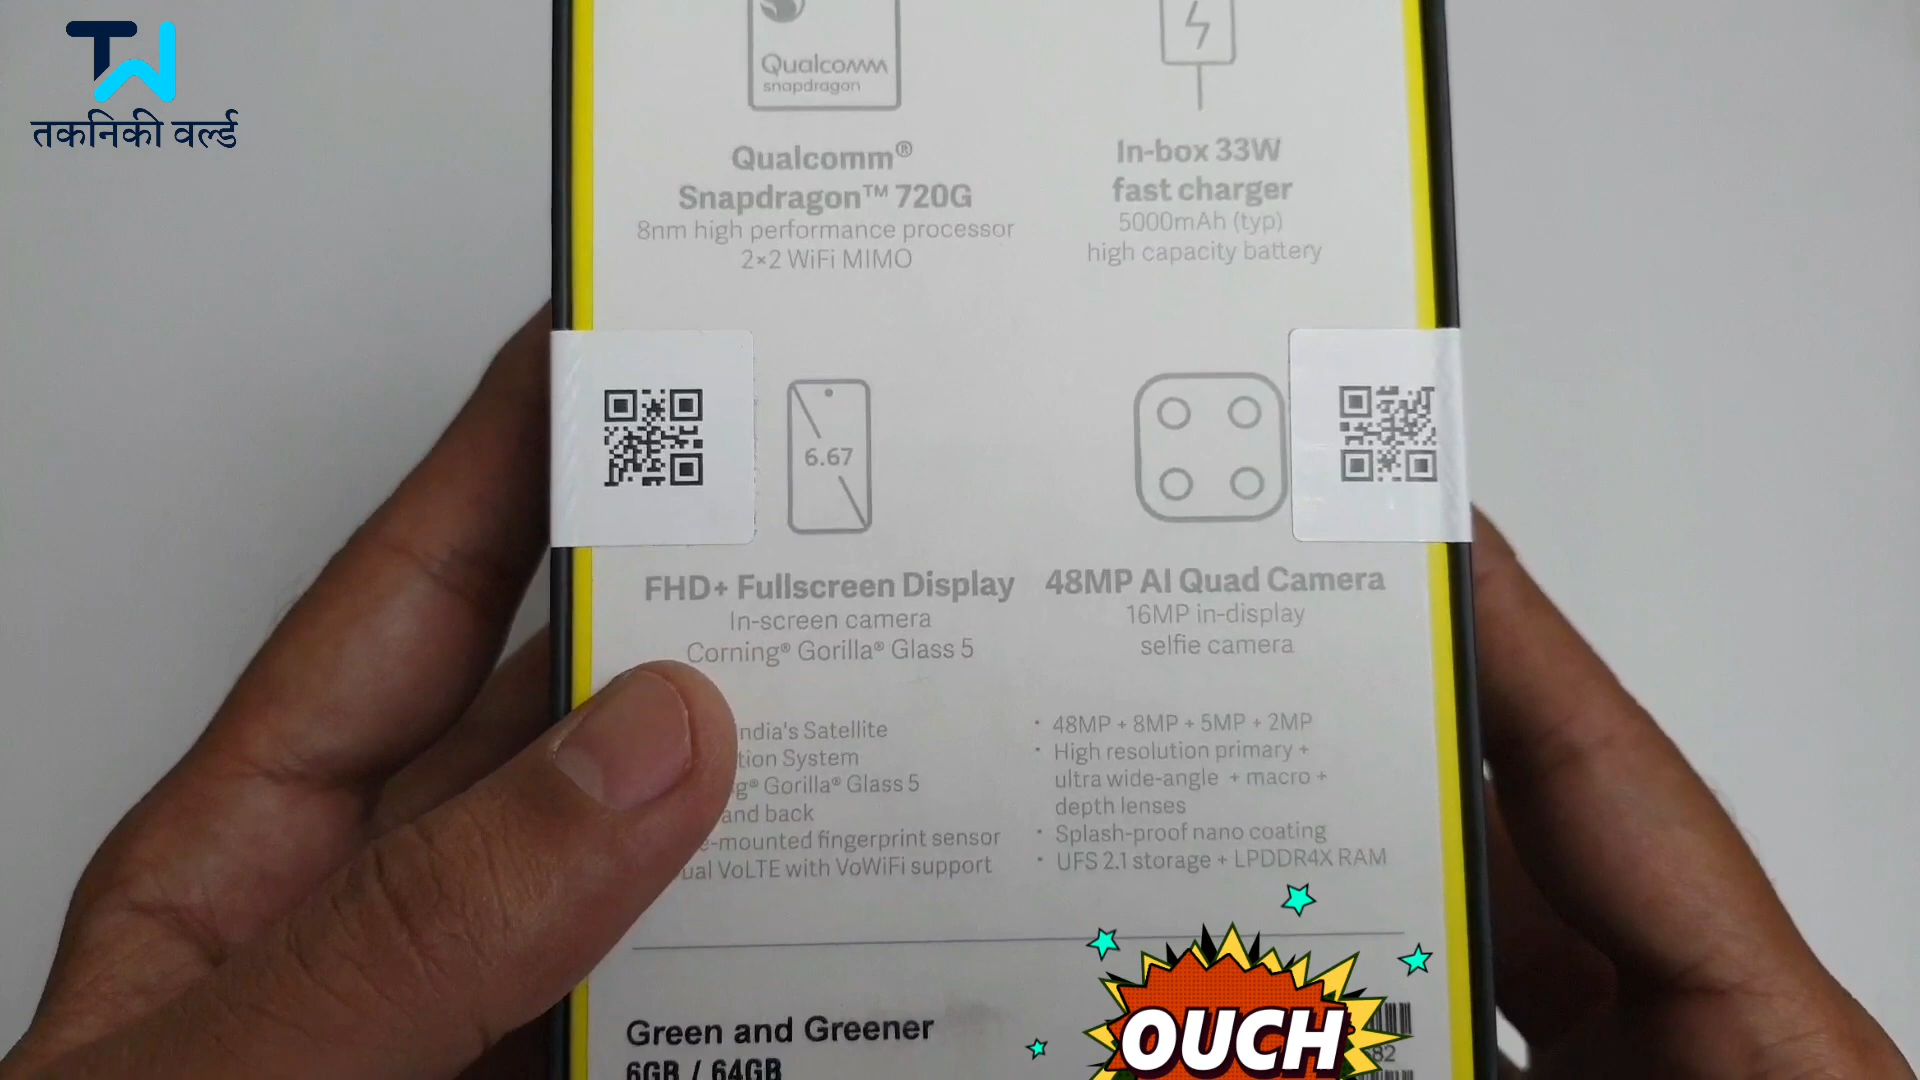 TW
तकनिकी वर्ल्ड
Qualcomm
snapdragon
Qualcomm®
Snapdragon™ 720G
8nm high performance processor
2×2 WiFi MIMO
In-box 33W
fast charger
5000mAh (typ)
high capacity battery
6.67
FHD+ Fullscreen Display
In-screen camera
Corning® Gorilla® Glass 5
48MP AI Quad Camera
16MP in-display
selfie camera
Satellite
System
Gorilla® Glass 5
and back
-mounted fingerprint sensor
VoLTE with VoWiFi support
• 48MP + 8MP + 5MP + 2MP
• High resolution primary +
ultra wide-angle + macro +
depth lenses
• Splash-proof nano coating
• UFS 2.1 storage + LPDDR4X RAM
Green and Greener
6GB / 64GB
OUCH